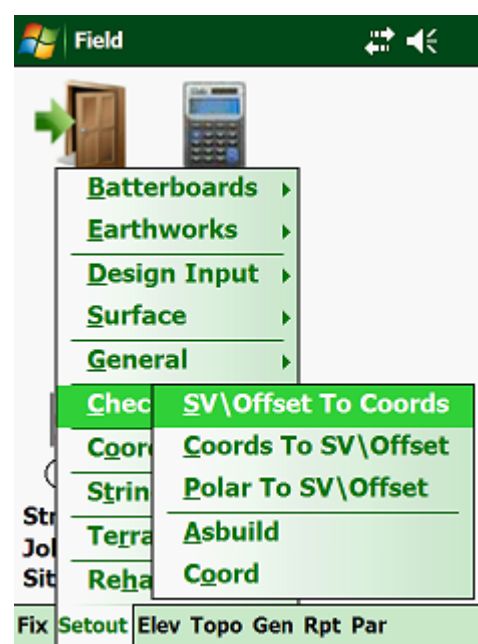 Field
Batterboards
Earthworks
Design Input
Surface
General
Chec
SV\Offset To Coords
Coor
Coords To SV\Offset
Strin
Polar To SV\Offset
Str
Terra
Asbuild
Job
Sit
Reha
Coord
Fix Setout Elev Topo Gen Rpt Par